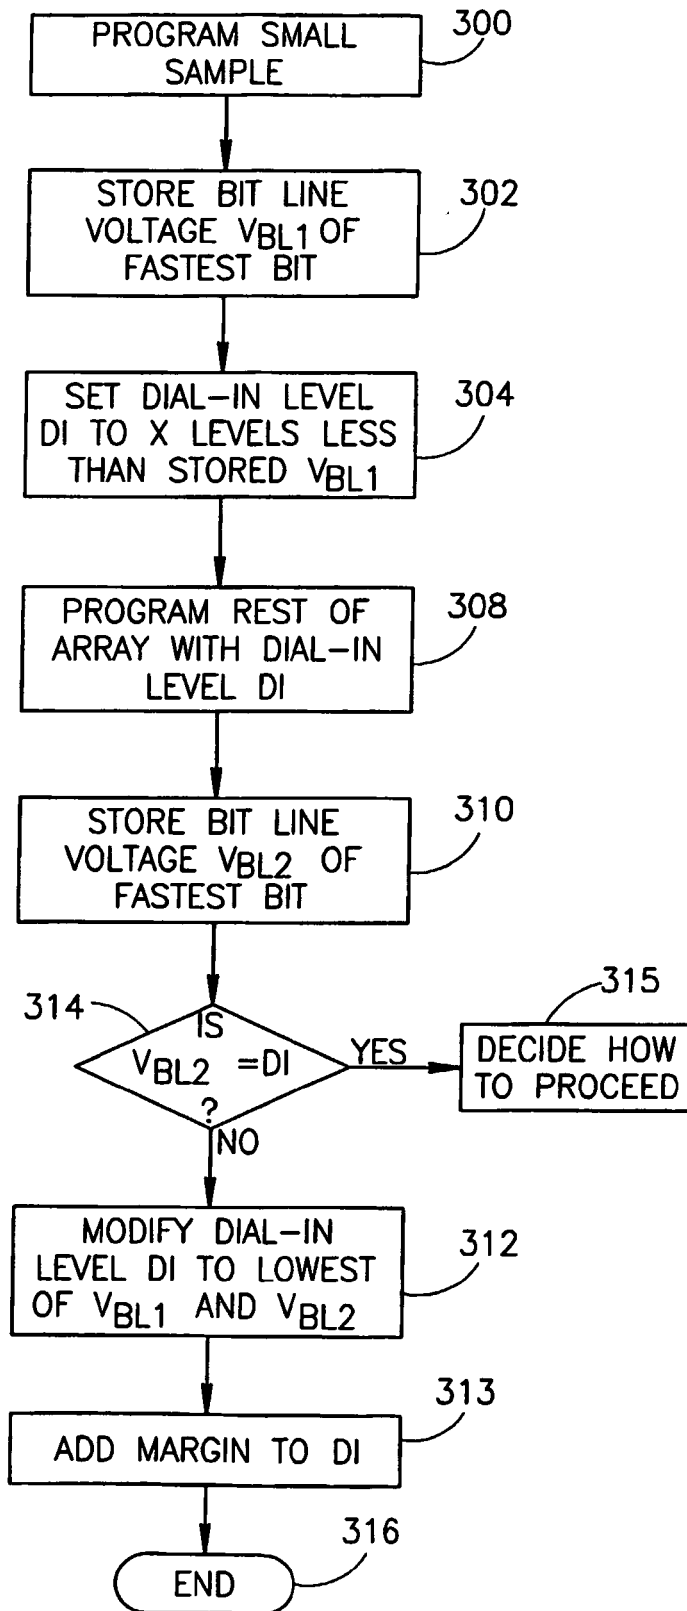 PROGRAM SMALL
SAMPLE
300
STORE BIT LINE
VOLTAGE VBL1 OF
FASTEST BIT
302
SET DIAL-IN LEVEL
DI TO X LEVELS LESS
THAN STORED VBL1
304
PROGRAM REST OF
ARRAY WITH DIAL-IN
LEVEL DI
308
STORE BIT LINE
VOLTAGE VBL2 OF
FASTEST BIT
310
314
IS
VBL2 =DI
?
YES
315
DECIDE HOW
TO PROCEED
NO
MODIFY DIAL-IN
LEVEL DI TO LOWEST
OF VBL1 AND VBL2
312
ADD MARGIN TO DI
313
END
316